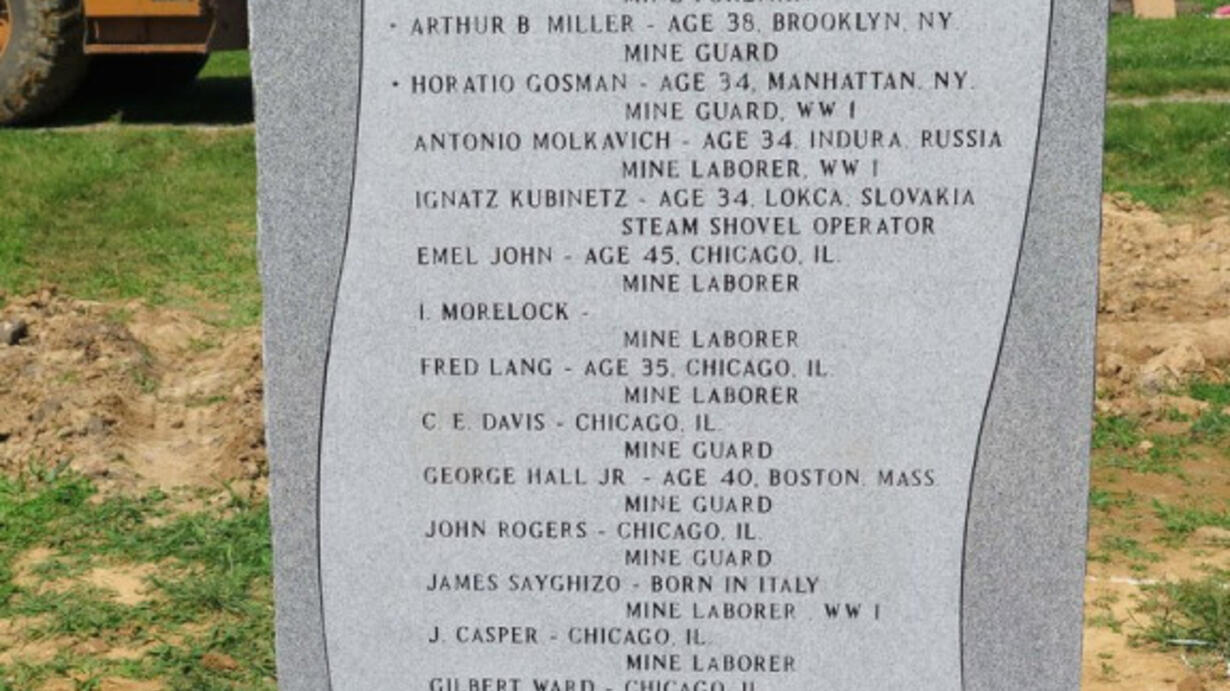 • ARTHUR B. MILLER - AGE 38, BROOKLYN, NY.
MINE GUARD
• HORATIO GOSMAN - AGE 34, MANHATTAN, NY.
MINE GUARD, WW I
ANTONIO MOLKAVICH - AGE 34, INDURA, RUSSIA
MINE LABORER, WW I
IGNATZ KUBINETZ - AGE 34, LOKCA, SLOVAKIA
STEAM SHOVEL OPERATOR
EMEL JOHN - AGE 45, CHICAGO, IL.
MINE LABORER
I. MORELOCK -
MINE LABORER
FRED LANG - AGE 35, CHICAGO, IL.
MINE LABORER
C. E. DAVIS - CHICAGO, IL.
MINE GUARD
GEORGE HALL JR. - AGE 40, BOSTON, MASS.
MINE GUARD
JOHN ROGERS - CHICAGO, IL.
MINE GUARD
JAMES SAYGHIZO - BORN IN ITALY
MINE LABORER, WW I
J. CASPER - CHICAGO, IL.
MINE LABORER
GILBERT WARD - CHICAGO, IL.